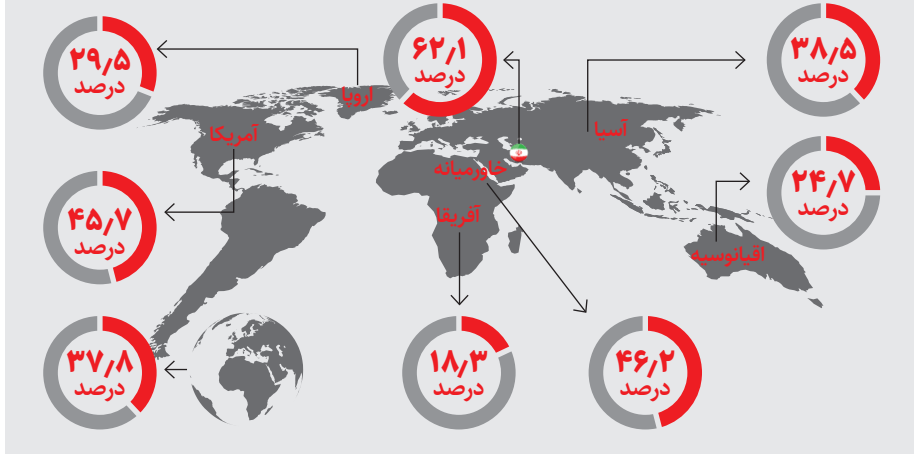 ۳۸٫۵
درصد
۶۲٫۱
درصد
۲۹٫۵
درصد
اروپا
آسیا
آمریکا
خاورمیانه
۲۴٫۷
درصد
۴۵٫۷
درصد
آفریقا
اقیانوسیه
۴۶٫۲
درصد
۱۸٫۳
درصد
۳۷٫۸
درصد